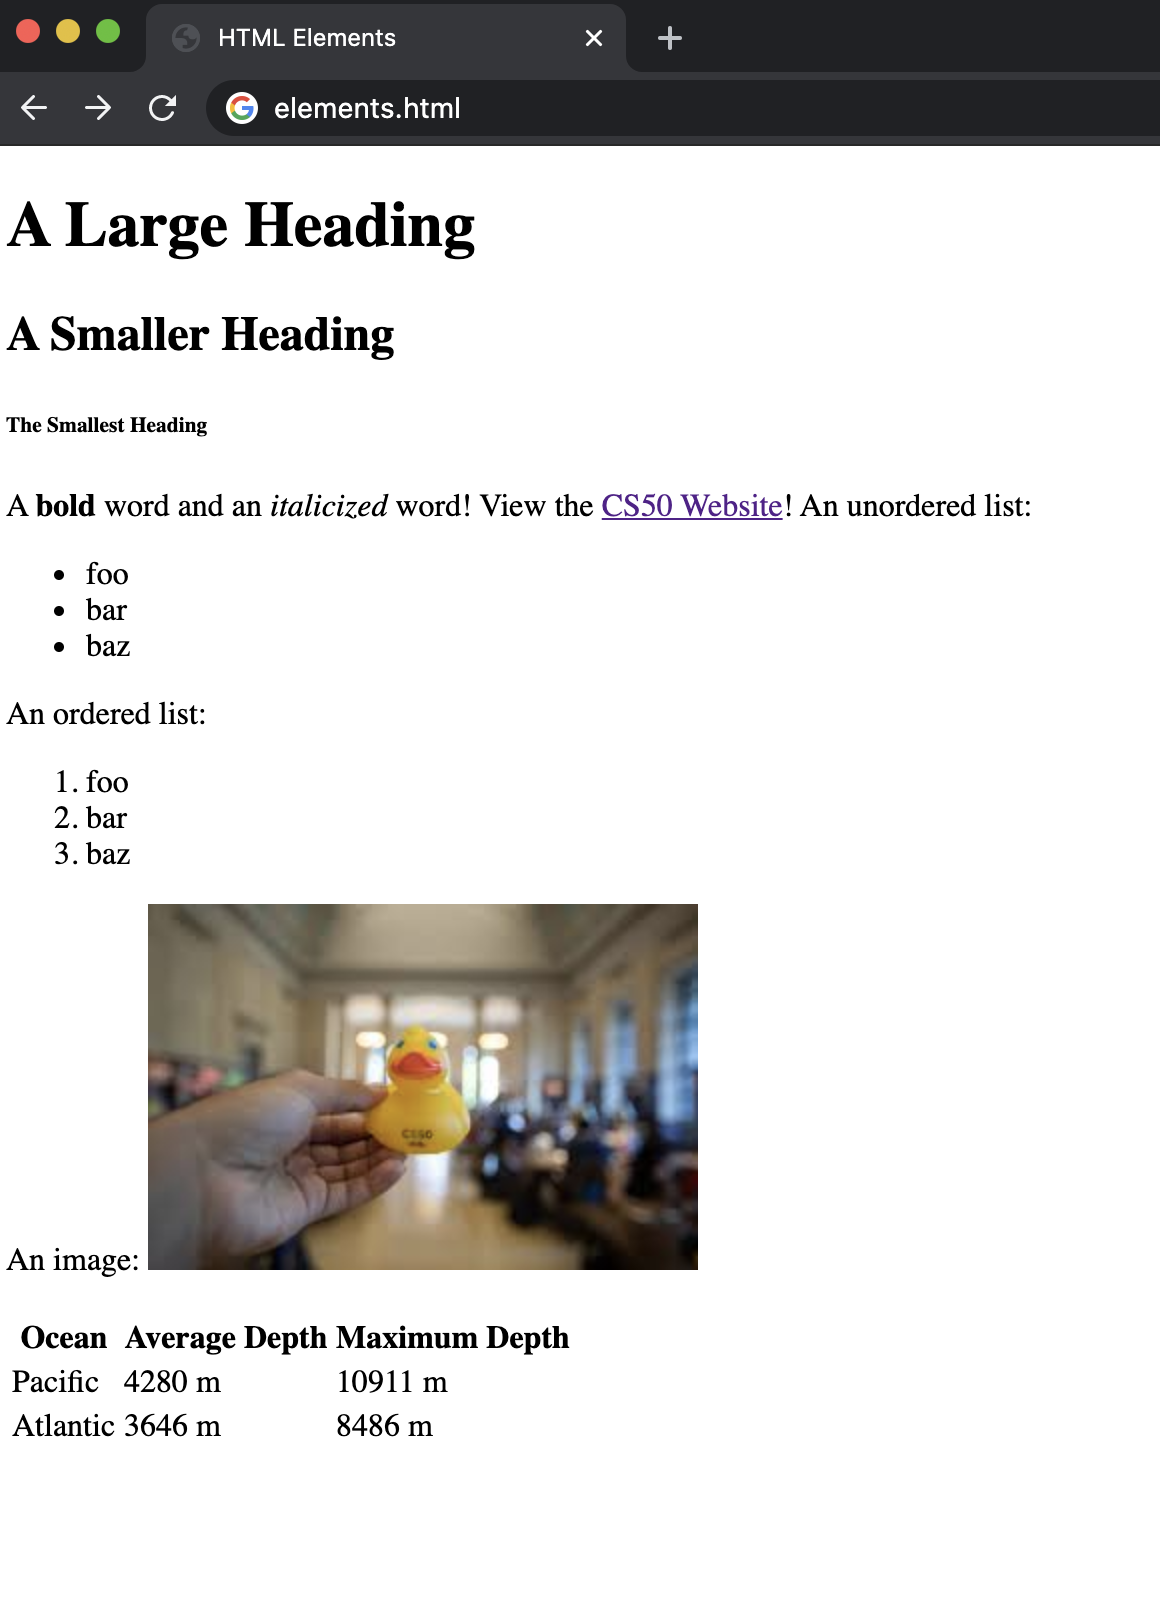 HTML Elements
elements.html
A Large Heading
A Smaller Heading
The Smallest Heading
A bold word and an italicized word! View the CS50 Website! An unordered list:
• foo
• bar
• baz
An ordered list:
1. foo
2. bar
3. baz
CS50
An image:
Ocean Average Depth Maximum Depth
Pacific 4280 m 10911 m
Atlantic 3646 m 8486 m